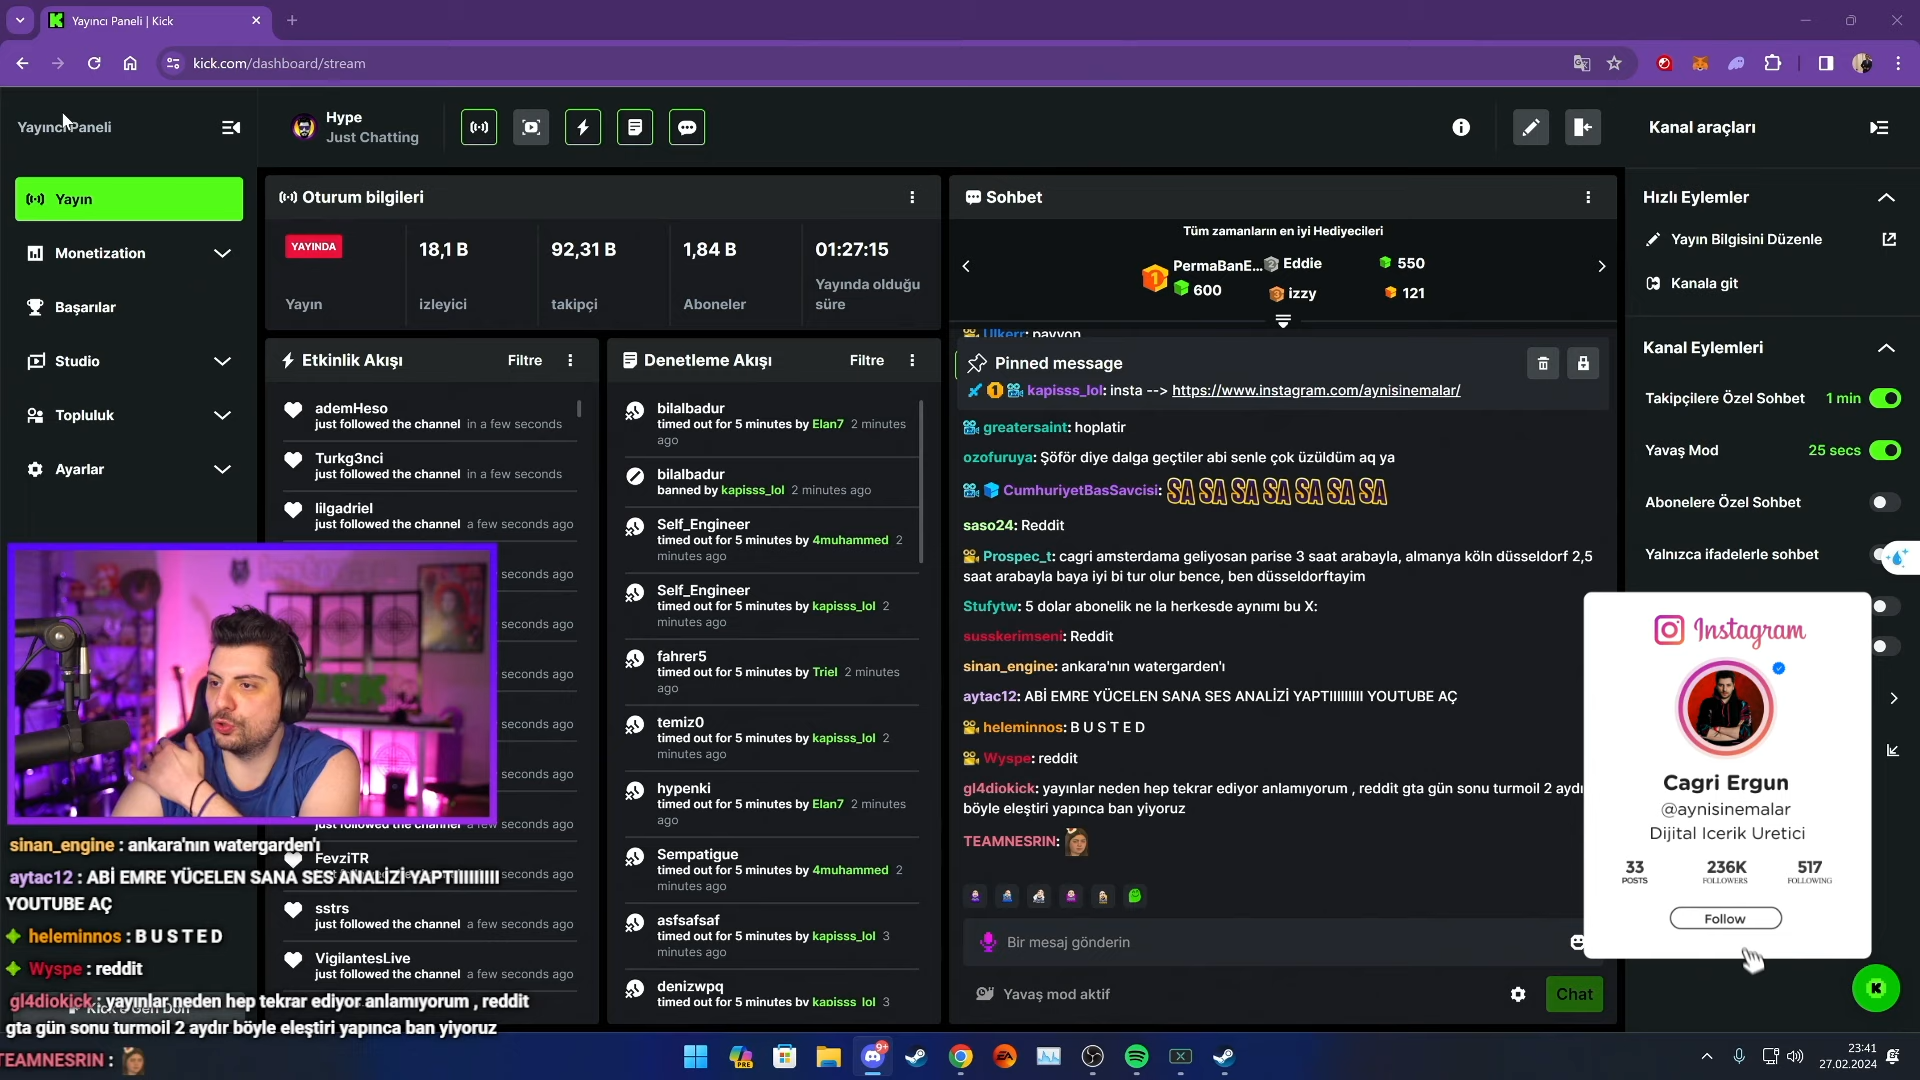 Yayıncı Paneli | Kick
kick.com/dashboard/stream
Yayıncı Paneli
Hype
Just Chatting
Kanal araçları
Yayın
Monetization
Başarılar
Studio
Topluluk
Ayarlar
Oturum bilgileri
YAYINDA
18,1 B
92,31 B
1,84 B
01:27:15
Yayın
izleyici
takipçi
Aboneler
Yayında olduğu
süre
Etkinlik Akışı
Filtre
ademHeso
just followed the channel in a few seconds
Turkg3nci
just followed the channel in a few seconds
lilgadriel
just followed the channel a few seconds ago
seconds ago
seconds ago
seconds ago
seconds ago
seconds ago
just followed the channel a few seconds ago
FevziTR
a few seconds ago
sstrs
just followed the channel a few seconds ago
VigilantesLive
just followed the channel a few seconds ago
Denetleme Akışı
Filtre
bilalbadur
timed out for 5 minutes by Elan7 2 minutes
ago
bilalbadur
banned by kapisss_lol 2 minutes ago
Self_Engineer
timed out for 5 minutes by 4muhammed 2
minutes ago
Self_Engineer
timed out for 5 minutes by kapisss_lol 2
minutes ago
fahrer5
timed out for 5 minutes by Triel 2 minutes
ago
temiz0
timed out for 5 minutes by kapisss_lol 2
minutes ago
hypenki
timed out for 5 minutes by Elan7 2 minutes
ago
Sempatigue
timed out for 5 minutes by 4muhammed 2
minutes ago
asfsafsaf
timed out for 5 minutes by kapisss_lol 3
minutes ago
denizwpq
timed out for 5 minutes by kapisss_lol 3
Sohbet
Tüm zamanların en iyi Hediyecileri
PermaBanE...
600
Eddie
550
izzy
121
Ulkerr: pavyon
Pinned message
kapisss_lol: insta --> https://www.instagram.com/aynisinemalar/
greatersaint: hoplatir
ozofuruya: Şöför diye dalga geçtiler abi senle çok üzüldüm aq ya
CumhuriyetBasSavcisi: SA SA SA SA SA SA SA
saso24: Reddit
Prospec_t: cagri amsterdama geliyosan parise 3 saat arabayla, almanya köln düsseldorf 2,5
saat arabayla baya iyi bi tur olur bence, ben düsseldorftayim
Stufytw: 5 dolar abonelik ne la herkesde aynımı bu X:
susskerimseni: Reddit
sinan_engine: ankara'nın watergarden'ı
aytac12: ABİ EMRE YÜCELEN SANA SES ANALİZİ YAPTIIIIIIIII YOUTUBE AÇ
heleminnos: B U S T E D
Wyspe: reddit
gl4diokick: yayınlar neden hep tekrar ediyor anlamıyorum , reddit gta gün sonu turmoil 2 aydı
böyle eleştiri yapınca ban yiyoruz
TEAMNESRIN:
Bir mesaj gönderin
Yavaş mod aktif
Chat
Hızlı Eylemler
Yayın Bilgisini Düzenle
Kanala git
Kanal Eylemleri
Takipçilere Özel Sohbet 1 min
Yavaş Mod 25 secs
Abonelere Özel Sohbet
Yalnızca ifadelerle sohbet
Instagram
Cagri Ergun
@aynisinemalar
Dijital Icerik Uretici
33
POSTS
236K
FOLLOWERS
517
FOLLOWING
Follow
sinan_engine : ankara'nın watergarden'ı
aytac12 : ABİ EMRE YÜCELEN SANA SES ANALİZİ YAPTIIIIIIIII
YOUTUBE AÇ
heleminnos : B U S T E D
Wyspe : reddit
gl4diokick : yayınlar neden hep tekrar ediyor anlamıyorum , reddit
gta gün sonu turmoil 2 aydır böyle eleştiri yapınca ban yiyoruz
TEAMNESRIN :
Kick'e Geri Dön
KICK
PRE
9+
23:41
27.02.2024